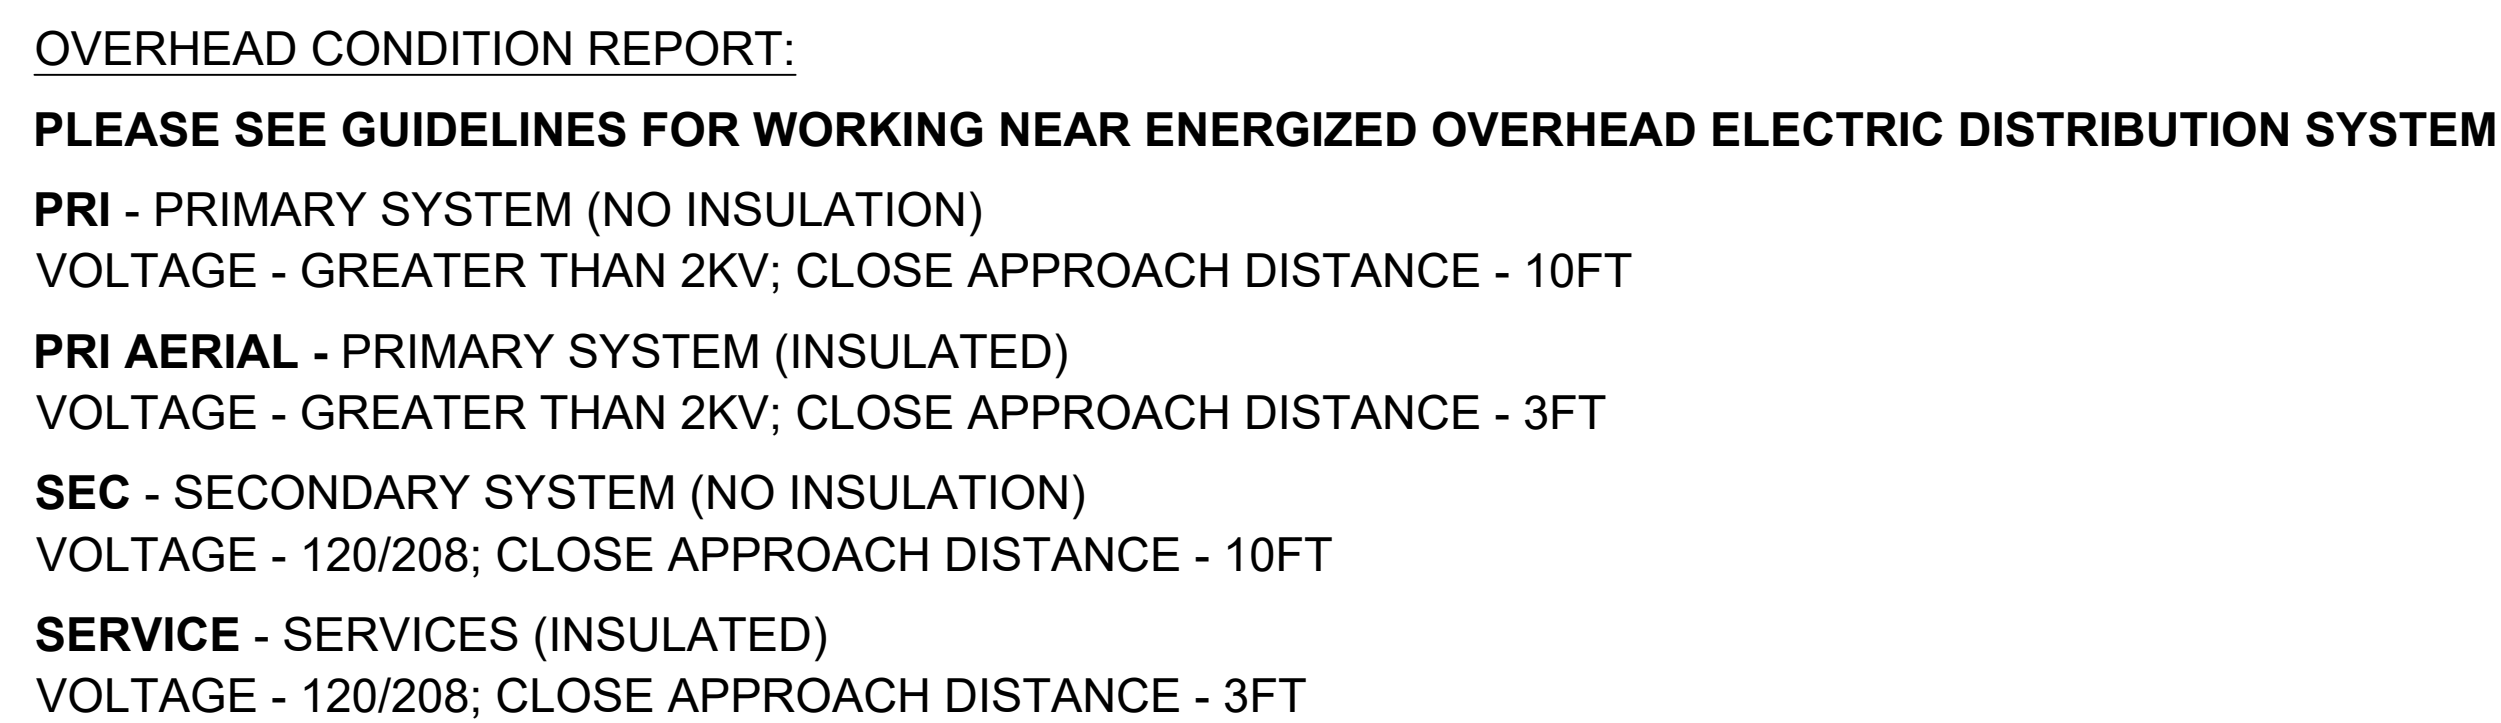 OVERHEAD CONDITION REPORT:
PLEASE SEE GUIDELINES FOR WORKING NEAR ENERGIZED OVERHEAD ELECTRIC DISTRIBUTION SYSTEM
PRI - PRIMARY SYSTEM (NO INSULATION)
VOLTAGE - GREATER THAN 2KV; CLOSE APPROACH DISTANCE - 10FT
PRI AERIAL - PRIMARY SYSTEM (INSULATED)
VOLTAGE - GREATER THAN 2KV; CLOSE APPROACH DISTANCE - 3FT
SEC - SECONDARY SYSTEM (NO INSULATION)
VOLTAGE - 120/208; CLOSE APPROACH DISTANCE - 10FT
SERVICE - SERVICES (INSULATED)
VOLTAGE - 120/208; CLOSE APPROACH DISTANCE - 3FT